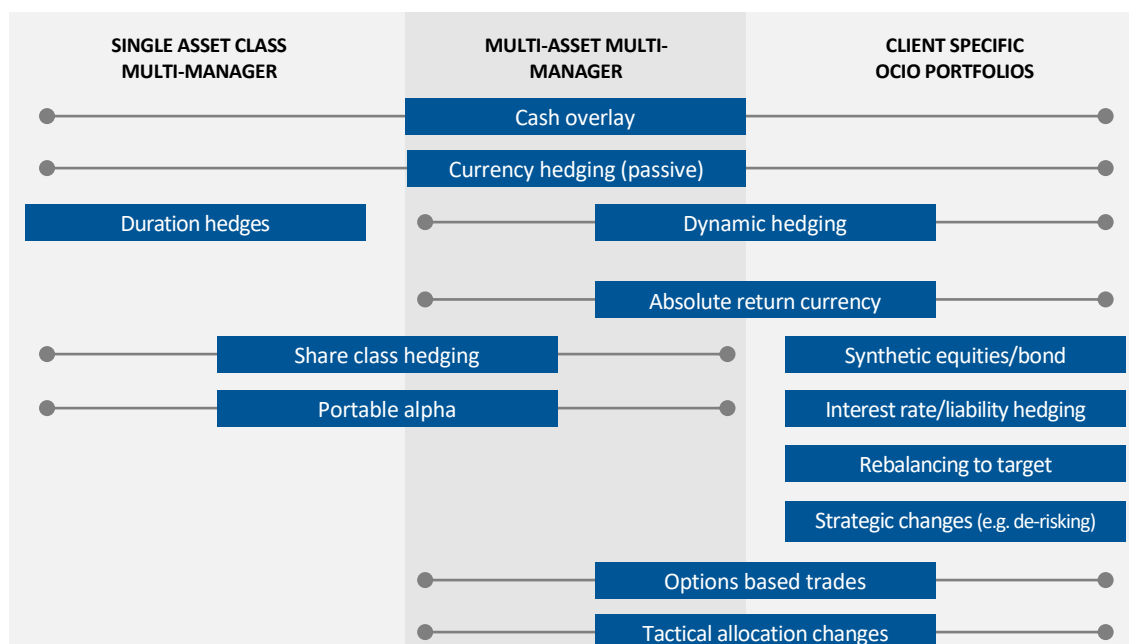 SINGLE ASSET CLASS
MULTI-MANAGER
MULTI-ASSET MULTI-
MANAGER
CLIENT SPECIFIC
OCIO PORTFOLIOS
Cash overlay
Currency hedging (passive)
Duration hedges
Dynamic hedging
Absolute return currency
Share class hedging
Synthetic equities/bond
Portable alpha
Interest rate/liability hedging
Rebalancing to target
Strategic changes (e.g. de-risking)
Options based trades
Tactical allocation changes